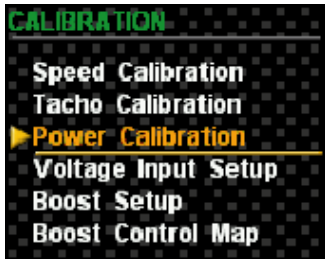 CALIBRATION
Speed Calibration
Tacho Calibration
Power Calibration
Voltage Input Setup
Boost Setup
Boost Control Map